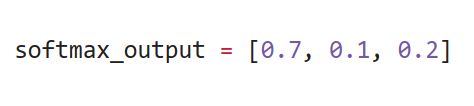 softmax_output = [0.7, 0.1, 0.2]